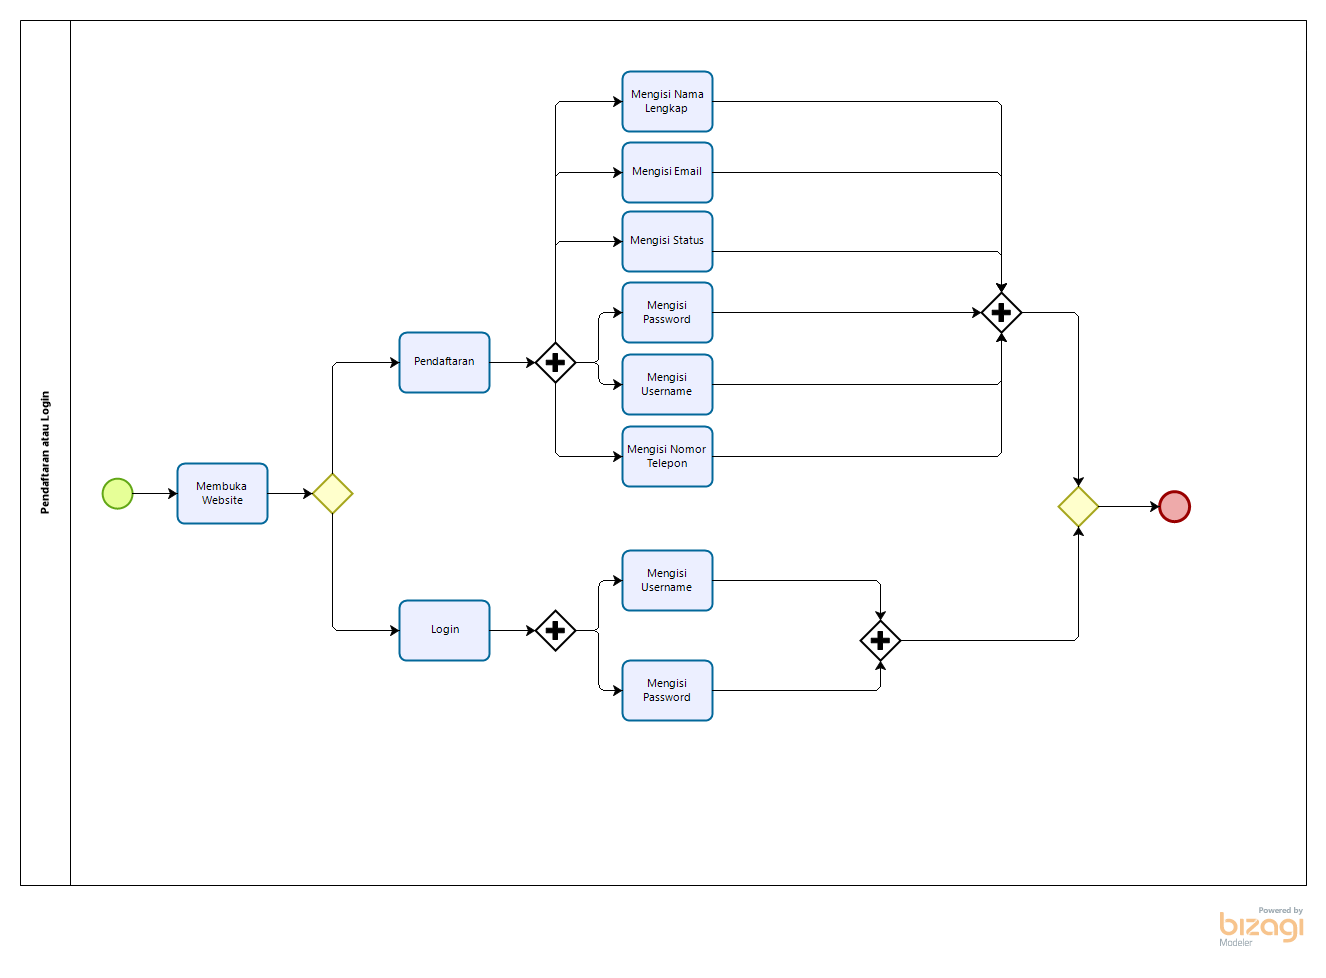 Pendaftaran atau Login
Mengisi Nama
Lengkap
Mengisi Email
Mengisi Status
Mengisi
Password
Pendaftaran
Mengisi
Username
Mengisi Nomor
Telepon
Membuka
Website
Mengisi
Username
Login
Mengisi
Password
Powered by
bizagi
Modeler